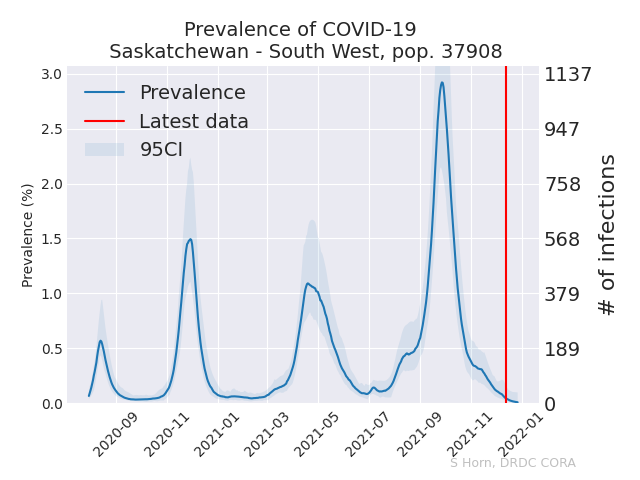 Prevalence of COVID-19
Saskatchewan - South West, pop. 37908
Prevalence
Latest data
95CI
Prevalence (%)
3.0
2.5
2.0
1.5
1.0
0.5
0.0
1137
947
758
568
379
189
0
# of infections
2020-09
2020-11
2021-01
2021-03
2021-05
2021-07
2021-09
2021-11
2022-01
S Horn, DRDC CORA